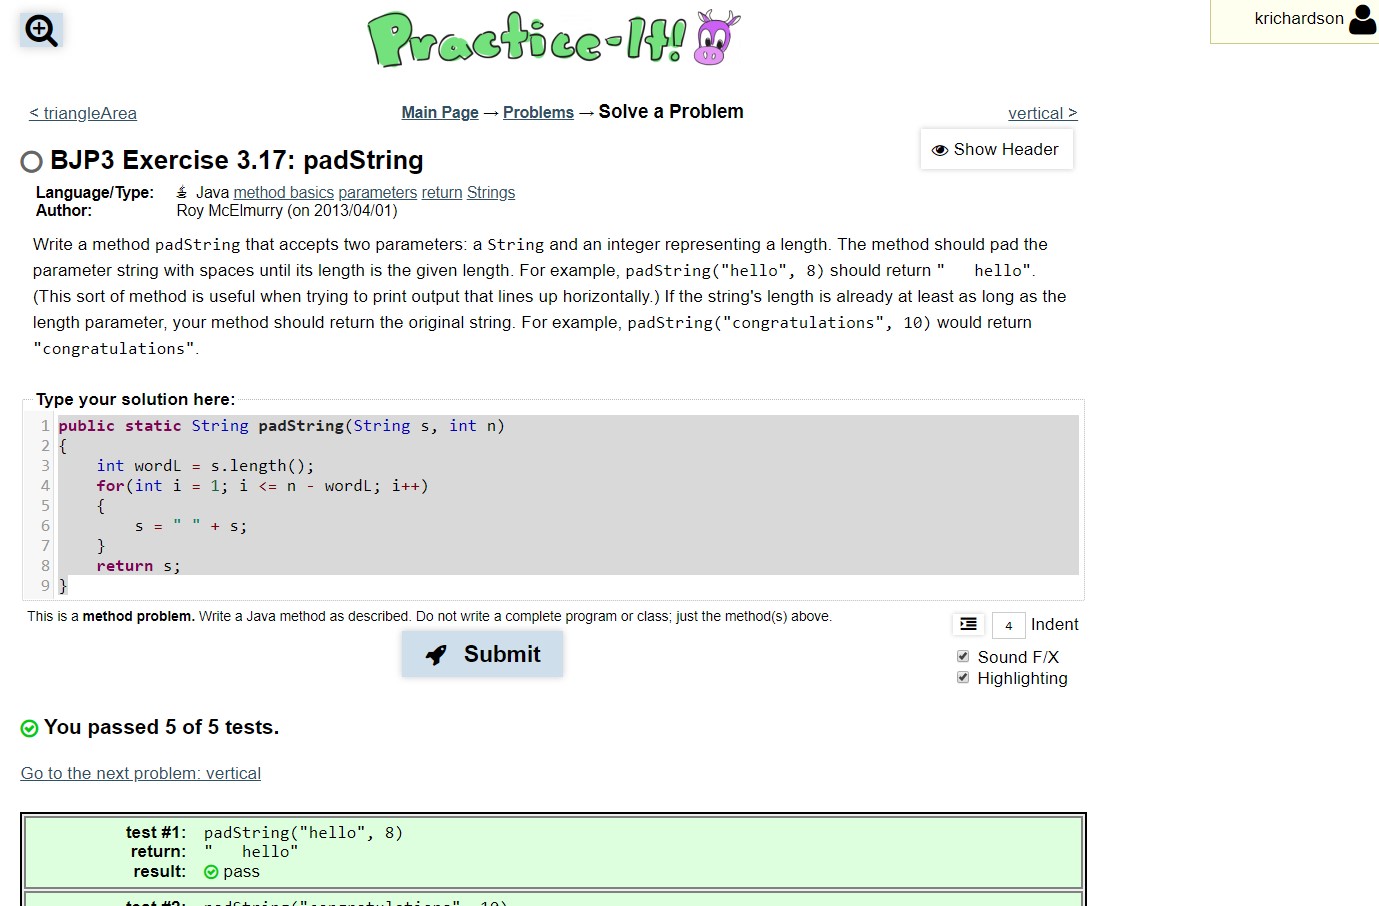 krichardson
Practice-It!
< triangleArea
Main Page → Problems → Solve a Problem
vertical >
Show Header
BJP3 Exercise 3.17: padString
Language/Type: Java method basics parameters return Strings
Author: Roy McElmurry (on 2013/04/01)
Write a method padString that accepts two parameters: a String and an integer representing a length. The method should pad the
parameter string with spaces until its length is the given length. For example, padString("hello", 8) should return "   hello".
(This sort of method is useful when trying to print output that lines up horizontally.) If the string's length is already at least as long as the
length parameter, your method should return the original string. For example, padString("congratulations", 10) would return
"congratulations".
Type your solution here:
1 public static String padString(String s, int n)
2 {
3     int wordL = s.length();
4     for(int i = 1; i <= n - wordL; i++)
5     {
6         s = " " + s;
7     }
8     return s;
9 }
This is a method problem. Write a Java method as described. Do not write a complete program or class; just the method(s) above.
4 Indent
Submit
Sound F/X
Highlighting
You passed 5 of 5 tests.
Go to the next problem: vertical
test #1: padString("hello", 8)
return: "   hello"
result: pass
test #2: padString("congratulations", 10)